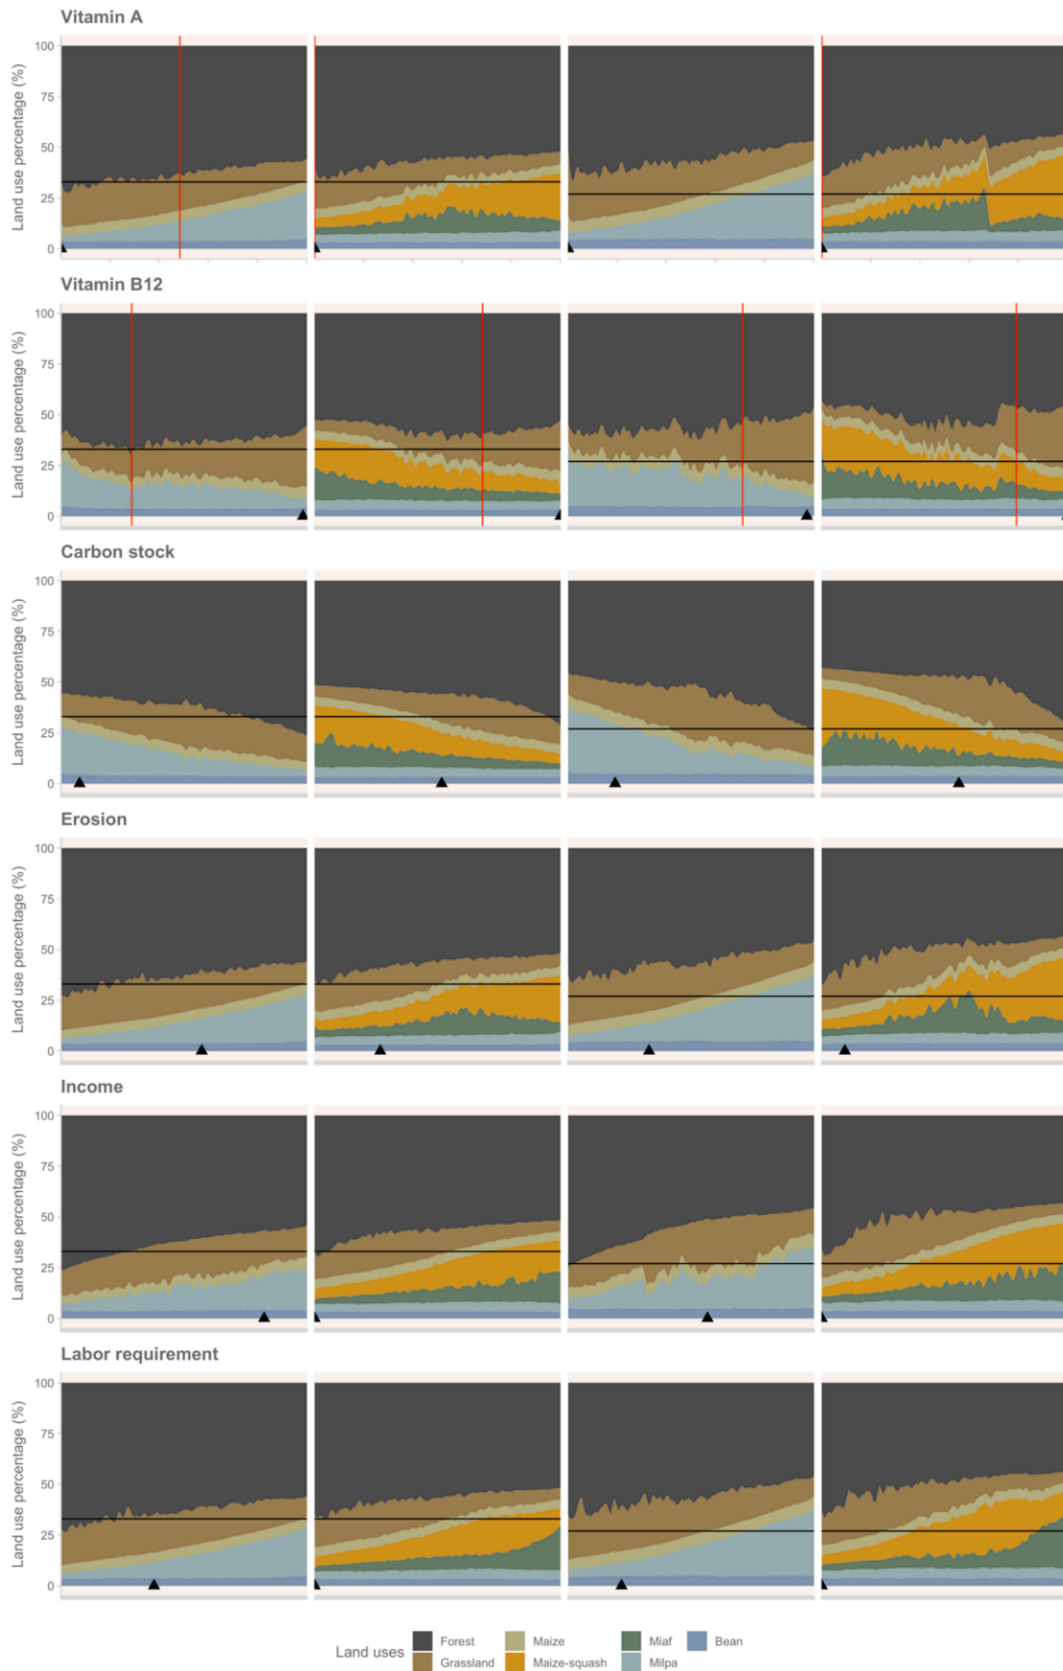 Vitamin A
Land use percentage (%)
100
75
50
25
0
Vitamin B12
Land use percentage (%)
100
75
50
25
0
Carbon stock
Land use percentage (%)
100
75
50
25
0
Erosion
Land use percentage (%)
100
75
50
25
0
Income
Land use percentage (%)
100
75
50
25
0
Labor requirement
Land use percentage (%)
100
75
50
25
0
Land uses
Forest Maize Miaf Bean
Grassland Maize-squash Milpa